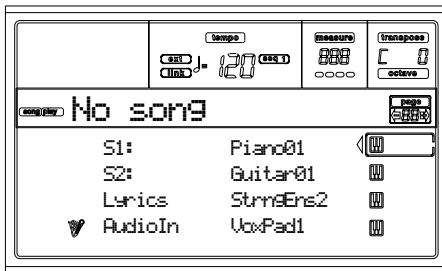 tempo measure transpose
ext link = 120 seq 1 888 C 0
octave
song play No song page
S1: Piano01
S2: Guitar01
Lyrics StrngEns2
AudioIn VoxPad1